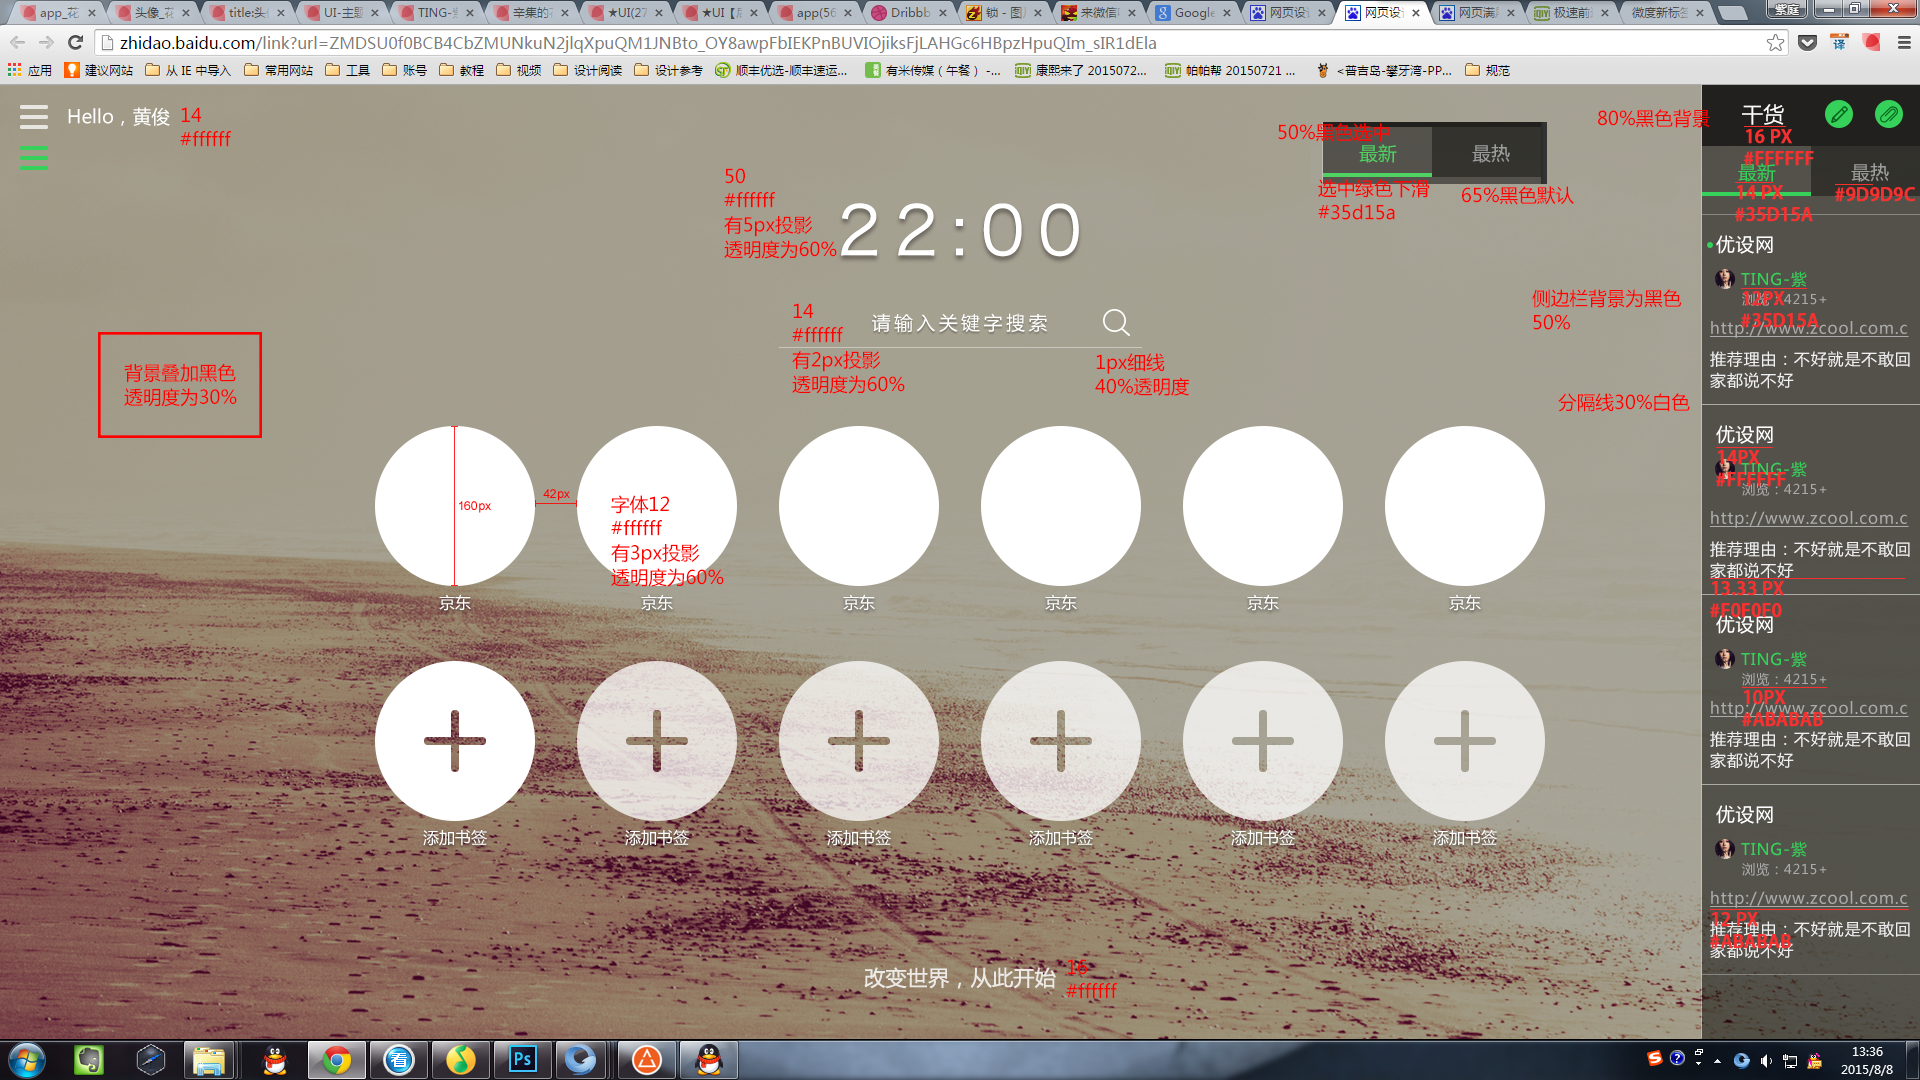 app_花
头像_花
title:头
UI-主题
TING-
辛集的花
★UI(27
★UI【
app(56
Dribbb
锁 - 图
来微信
Google
网页设
网页设
网页满
极速前
微度新标签
紫庭
zhidao.baidu.com/link?url=ZMDSU0f0BCB4CbZMUNkuN2jlqXpuQM1JNBto_OY8awpFbIEKPnBUVIOjiksFjLAHGc6HBpzHpuQIm_sIR1dEla
译
应用
建议网站
从 IE 中导入
常用网站
工具
账号
教程
视频
设计阅读
设计参考
顺丰优选-顺丰速运...
有米传媒（午餐） -...
康熙来了 2015072...
帕帕帮 20150721 ...
<普吉岛-攀牙湾-PP...
规范
Hello，黄俊
14
#ffffff
50%黑色选中
最新
最热
选中绿色下滑
#35d15a
65%黑色默认
80%黑色背景
干货
16 PX
#FFFFFF
最新
最热
14 PX
#35D15A
#9D9D9C
50
#ffffff
有5px投影
透明度为60%
22:00
14
#ffffff
有2px投影
透明度为60%
请输入关键字搜索
1px细线
40%透明度
背景叠加黑色
透明度为30%
侧边栏背景为黑色
50%
分隔线30%白色
优设网
TING-紫
浏览：4215+
12PX
#35D15A
http://www.zcool.com.c
推荐理由：不好就是不敢回
家都说不好
优设网
14PX
#FFFFFF
TING-紫
浏览：4215+
http://www.zcool.com.c
推荐理由：不好就是不敢回
家都说不好
13.33 PX
#F0F0F0
优设网
TING-紫
浏览：4215+
10PX
#ABABAB
http://www.zcool.com.c
推荐理由：不好就是不敢回
家都说不好
优设网
TING-紫
浏览：4215+
http://www.zcool.com.c
12 PX
#ABABAB
推荐理由：不好就是不敢回
家都说不好
160px
42px
字体12
#ffffff
有3px投影
透明度为60%
京东
京东
京东
京东
京东
京东
添加书签
添加书签
添加书签
添加书签
添加书签
添加书签
改变世界，从此开始
16
#ffffff
看
Ps
13:36
2015/8/8